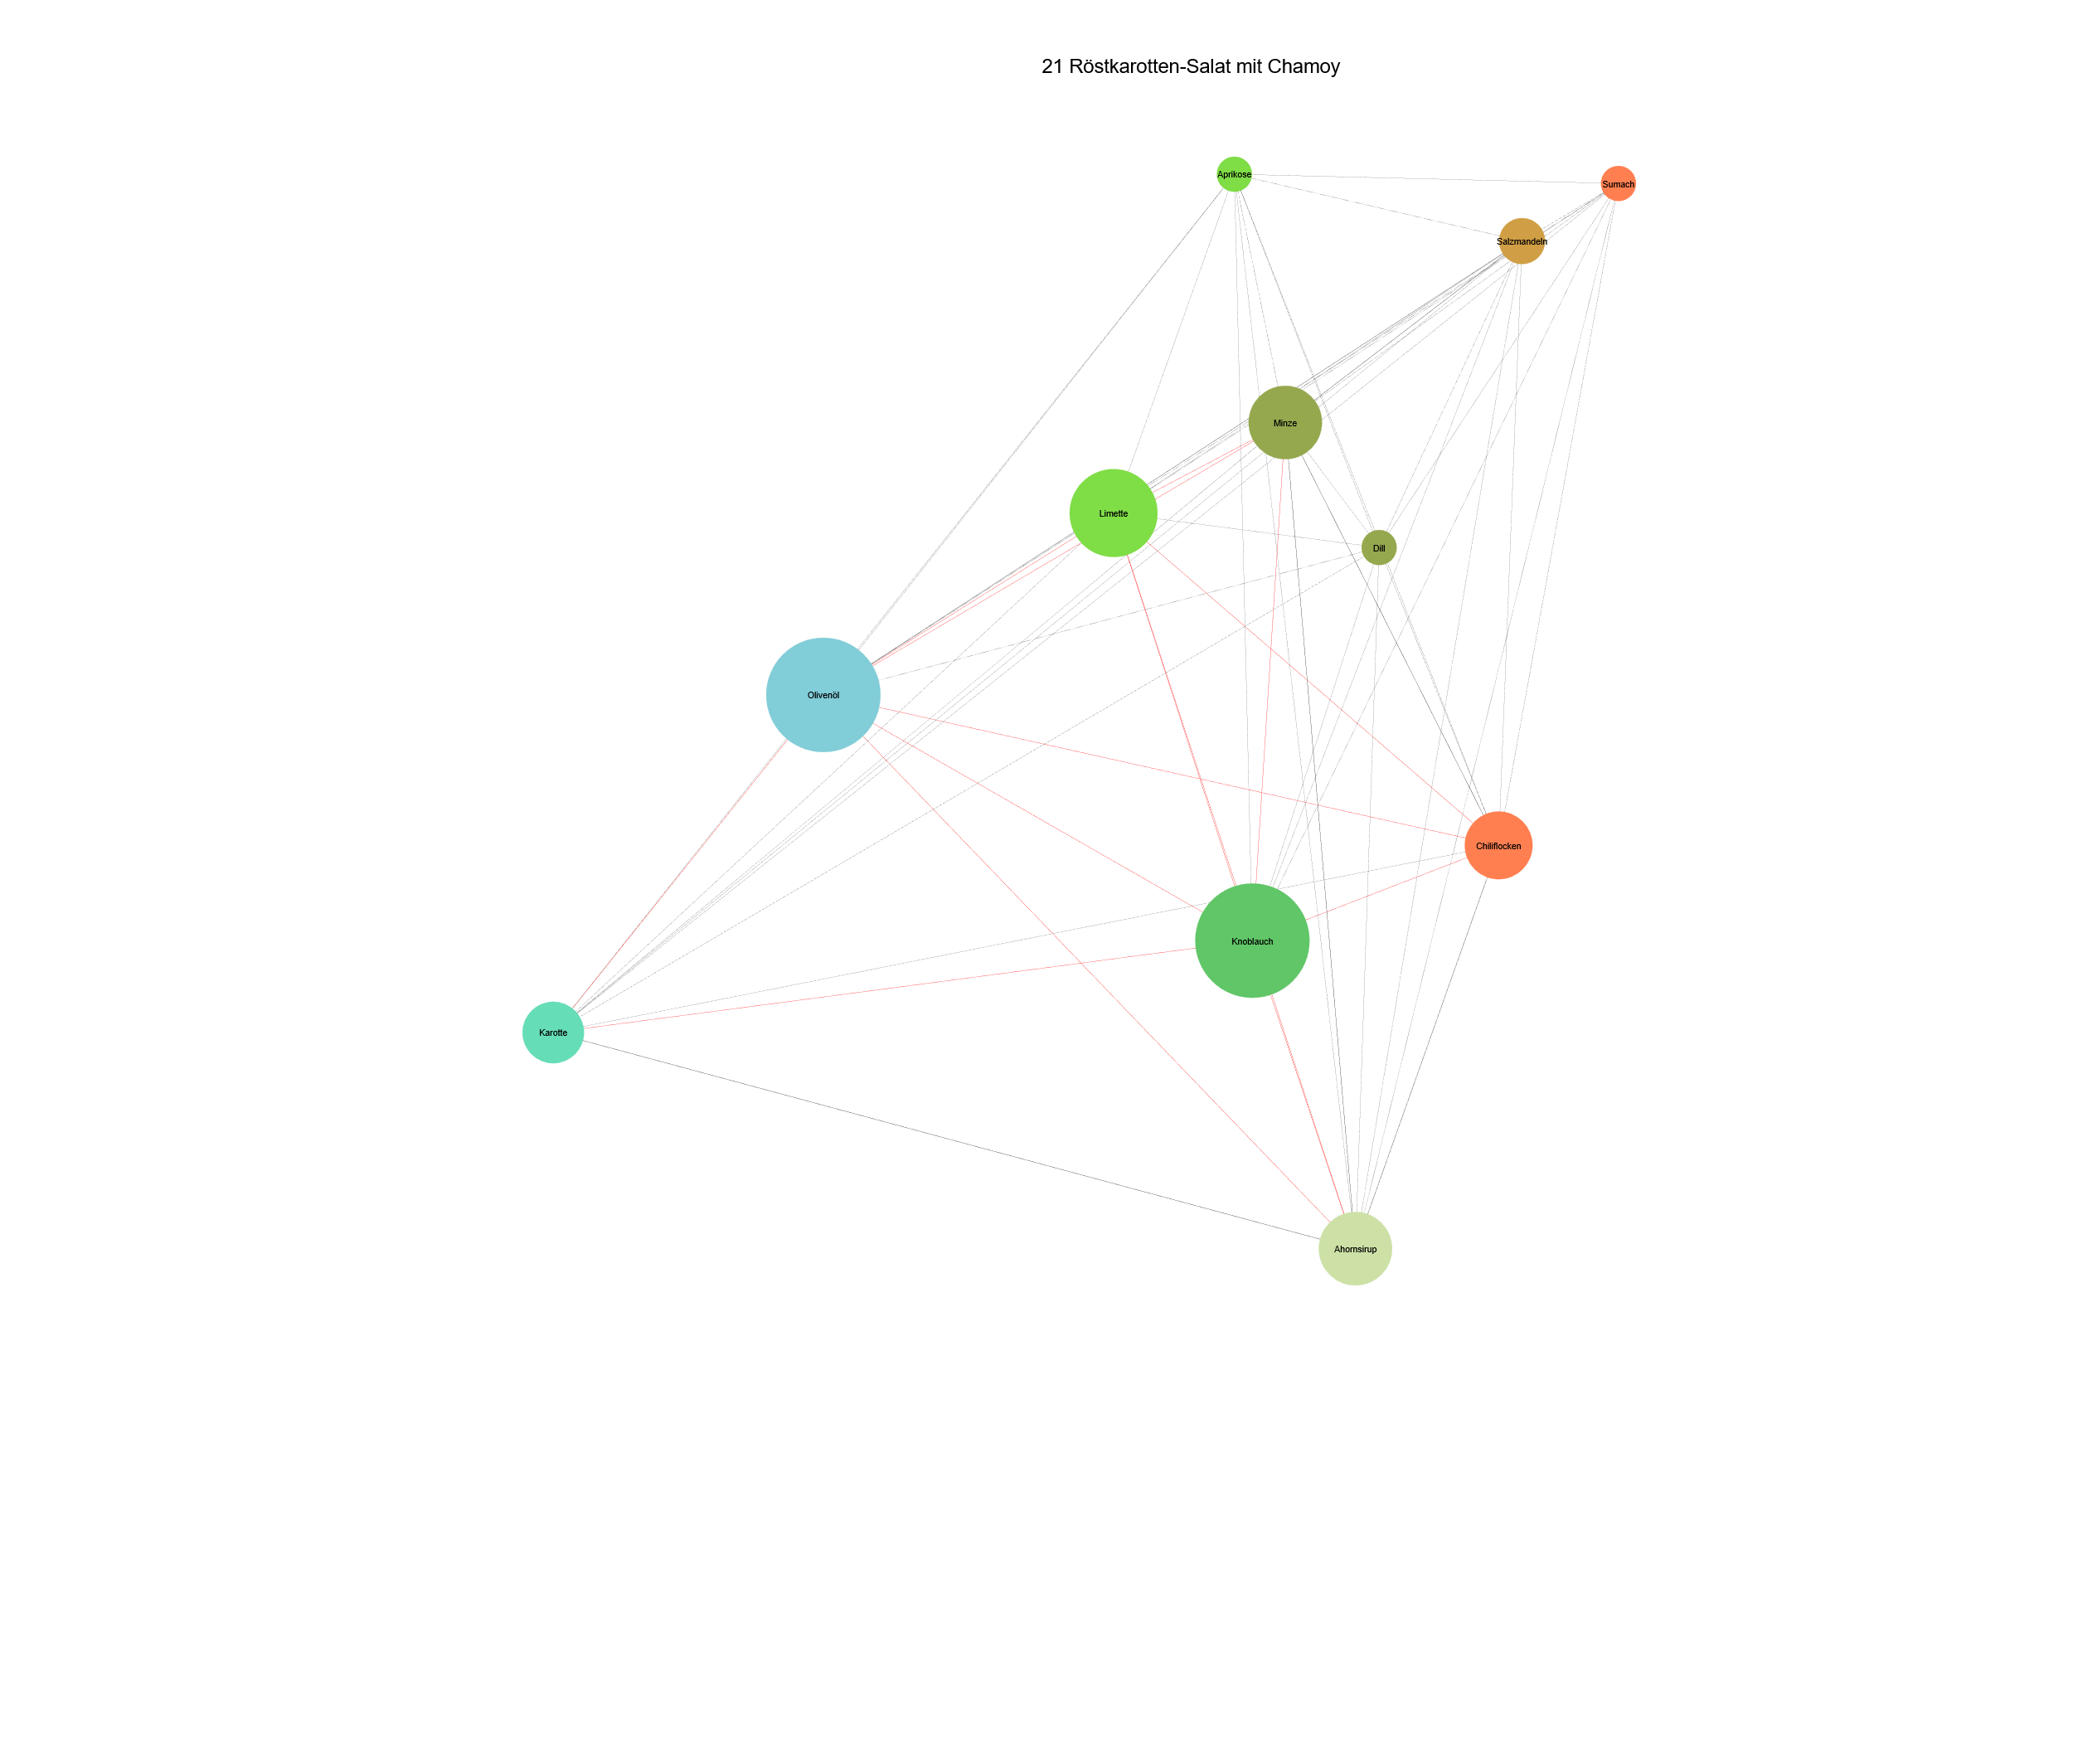 21 Röstkarotten-Salat mit Chamoy
Aprikose
Sumach
Salzmandeln
Minze
Limette
Dill
Olivenöl
Chiliflocken
Knoblauch
Karotte
Ahornsirup